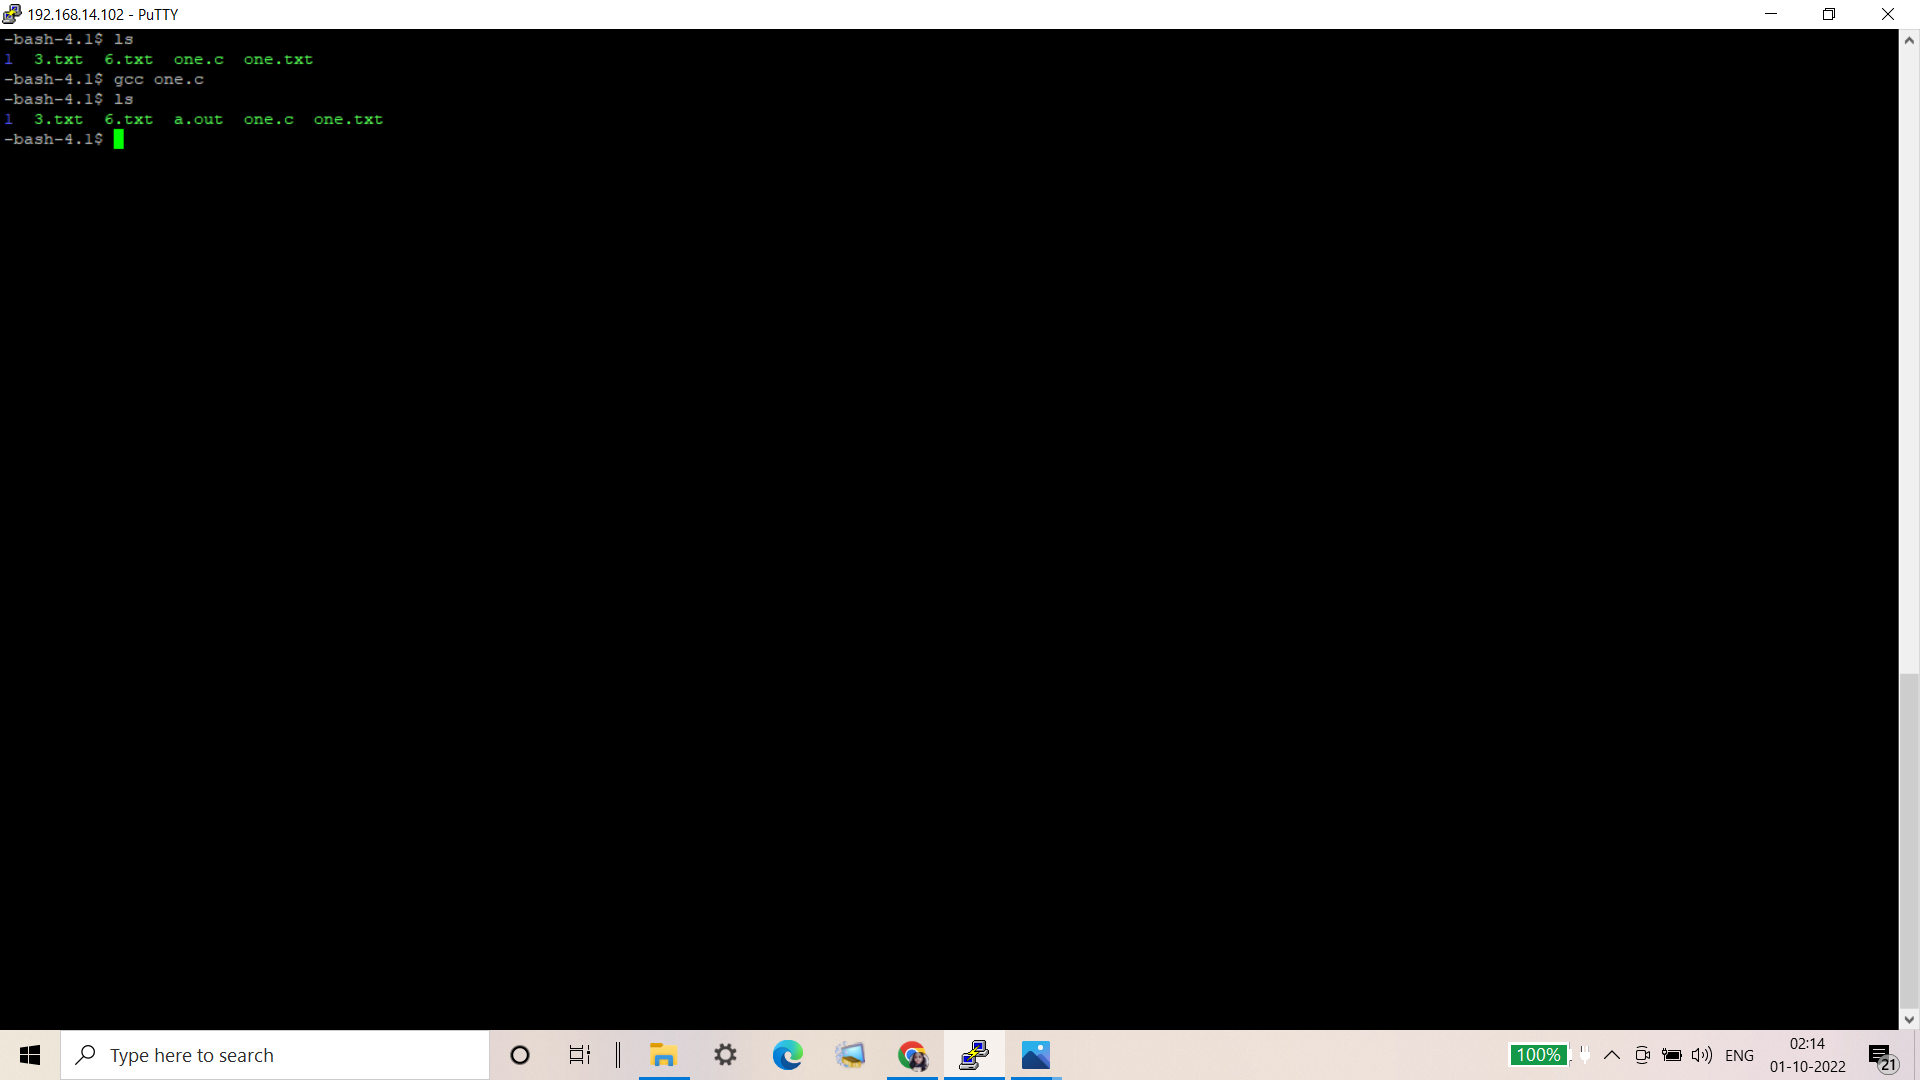 192.168.14.102 - PuTTY
-bash-4.1$ ls
1  3.txt  6.txt  one.c  one.txt
-bash-4.1$ gcc one.c
-bash-4.1$ ls
1  3.txt  6.txt  a.out  one.c  one.txt
-bash-4.1$
Type here to search
100%
ENG
02:14
01-10-2022
21